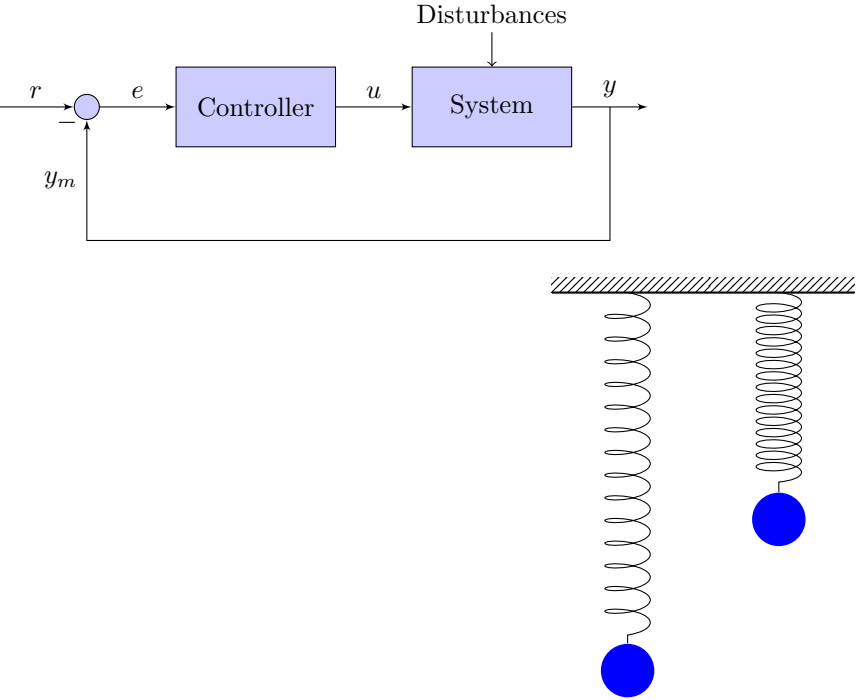 Disturbances
r
e
Controller
u
System
y
−
y_m